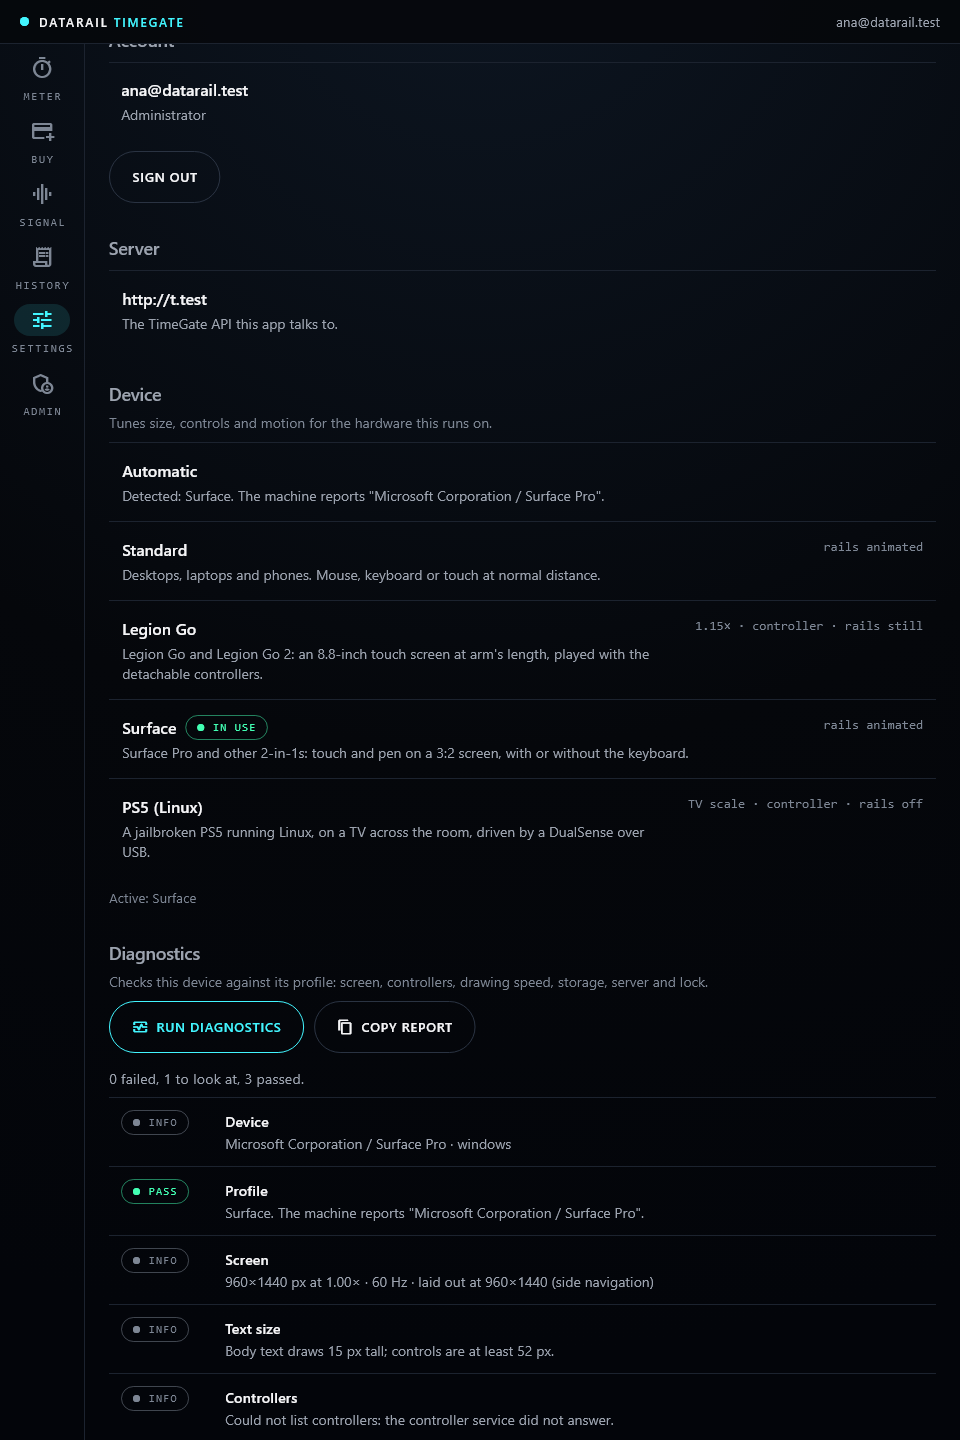 DATARAIL TIMEGATE
ana@datarail.test
Account
METER
BUY
SIGNAL
HISTORY
SETTINGS
ADMIN
ana@datarail.test
Administrator
SIGN OUT
Server
http://t.test
The TimeGate API this app talks to.
Device
Tunes size, controls and motion for the hardware this runs on.
Automatic
Detected: Surface. The machine reports "Microsoft Corporation / Surface Pro".
Standard
rails animated
Desktops, laptops and phones. Mouse, keyboard or touch at normal distance.
Legion Go
1.15× · controller · rails still
Legion Go and Legion Go 2: an 8.8-inch touch screen at arm's length, played with the
detachable controllers.
Surface
IN USE
rails animated
Surface Pro and other 2-in-1s: touch and pen on a 3:2 screen, with or without the keyboard.
PS5 (Linux)
TV scale · controller · rails off
A jailbroken PS5 running Linux, on a TV across the room, driven by a DualSense over
USB.
Active: Surface
Diagnostics
Checks this device against its profile: screen, controllers, drawing speed, storage, server and lock.
RUN DIAGNOSTICS
COPY REPORT
0 failed, 1 to look at, 3 passed.
INFO
Device
Microsoft Corporation / Surface Pro · windows
PASS
Profile
Surface. The machine reports "Microsoft Corporation / Surface Pro".
INFO
Screen
960×1440 px at 1.00× · 60 Hz · laid out at 960×1440 (side navigation)
INFO
Text size
Body text draws 15 px tall; controls are at least 52 px.
INFO
Controllers
Could not list controllers: the controller service did not answer.